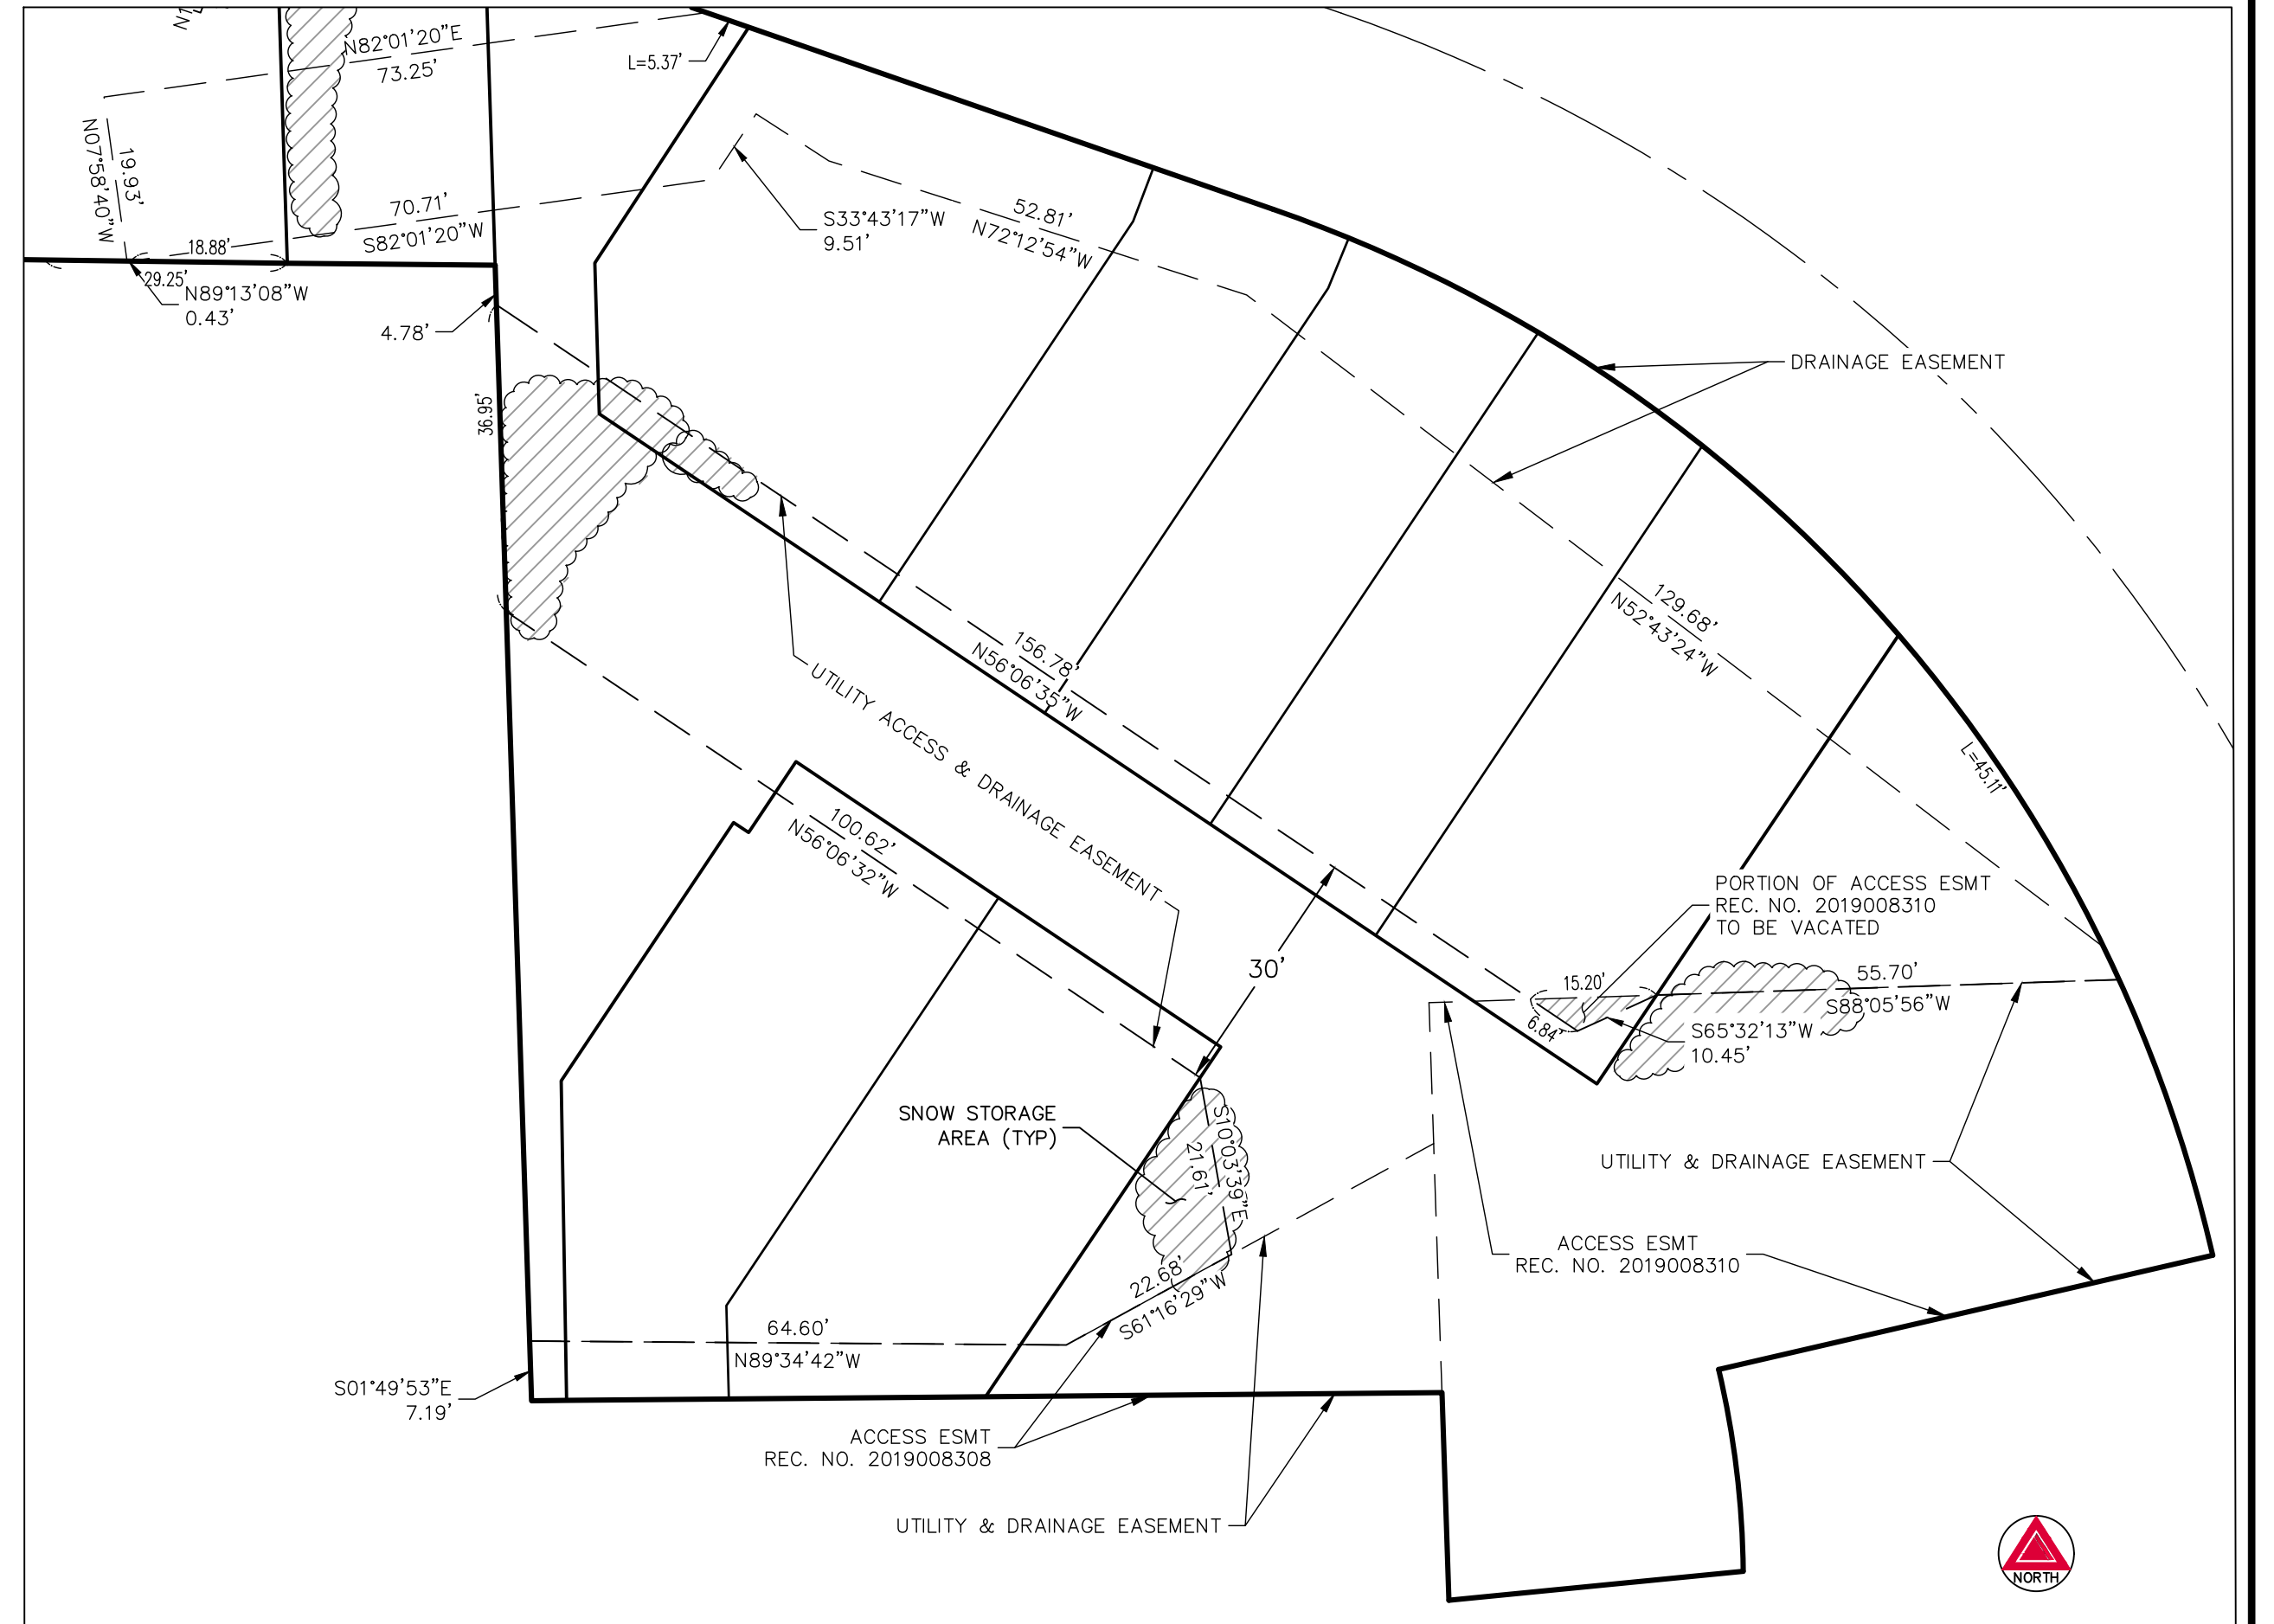 N82°01'20"E
73.25'
L=5.37'
N07°58'40"W
19.93'
70.71'
S82°01'20"W
18.88'
29.25'
N89°13'08"W
0.43'
4.78'
S33°43'17"W
9.51'
52.81'
N72°12'54"W
DRAINAGE EASEMENT
36.95'
156.78'
N56°06'35"W
129.68'
N52°43'24"W
UTILITY ACCESS & DRAINAGE EASEMENT
L=45.11'
100.62'
N56°06'32"W
30'
PORTION OF ACCESS ESMT
REC. NO. 2019008310
TO BE VACATED
15.20'
55.70'
S88°05'56"W
6.84'
S65°32'13"W
10.45'
SNOW STORAGE
AREA (TYP)
S10°03'39"E
21.61'
UTILITY & DRAINAGE EASEMENT
ACCESS ESMT
REC. NO. 2019008310
22.68'
S61°16'29"W
64.60'
N89°34'42"W
S01°49'53"E
7.19'
ACCESS ESMT
REC. NO. 2019008308
UTILITY & DRAINAGE EASEMENT
NORTH